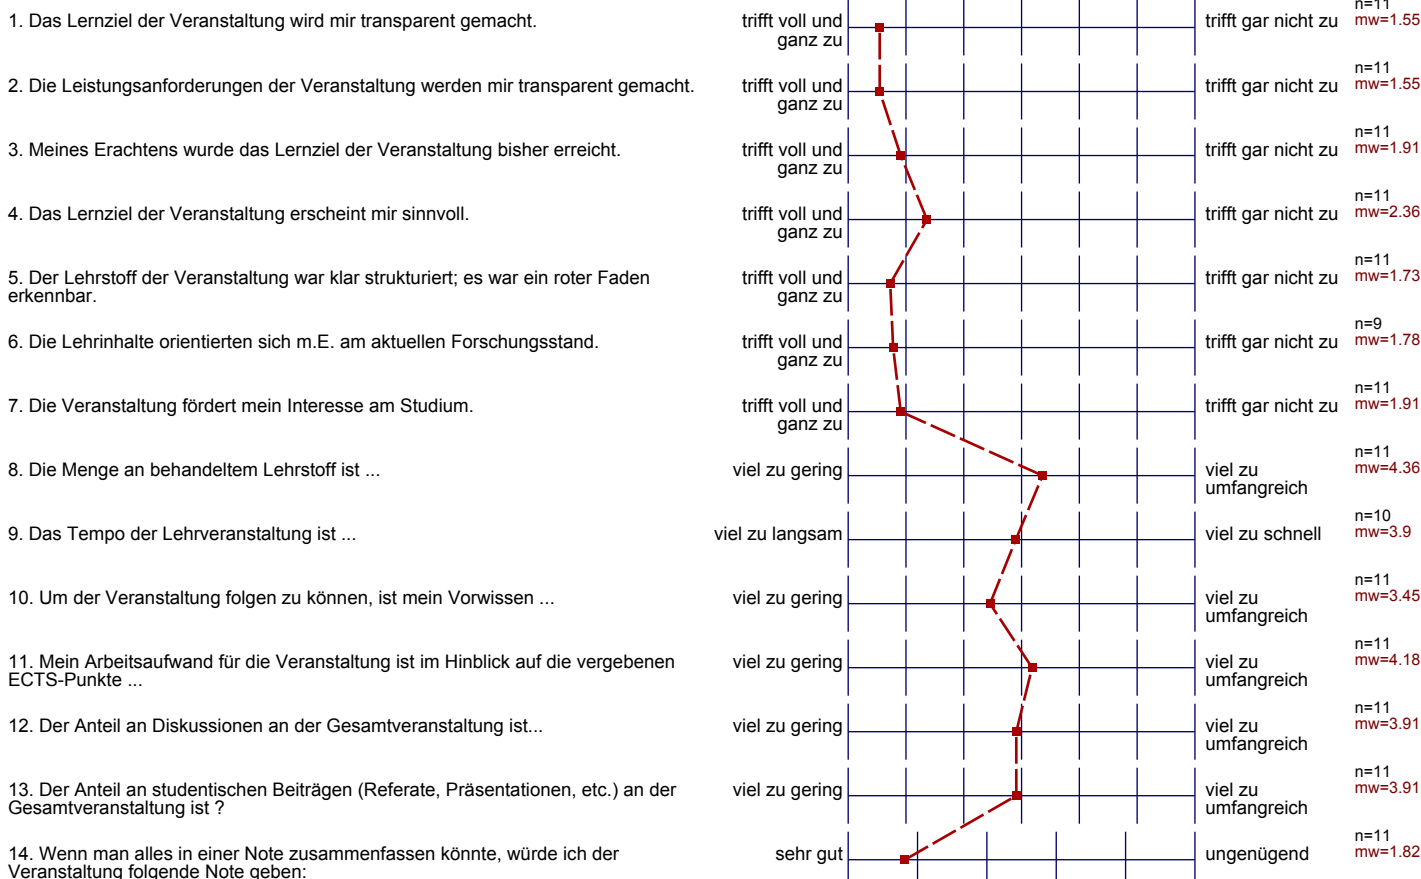 1. Das Lernziel der Veranstaltung wird mir transparent gemacht.
trifft voll und
ganz zu
trifft gar nicht zu
n=11
mw=1.55
2. Die Leistungsanforderungen der Veranstaltung werden mir transparent gemacht.
trifft voll und
ganz zu
trifft gar nicht zu
n=11
mw=1.55
3. Meines Erachtens wurde das Lernziel der Veranstaltung bisher erreicht.
trifft voll und
ganz zu
trifft gar nicht zu
n=11
mw=1.91
4. Das Lernziel der Veranstaltung erscheint mir sinnvoll.
trifft voll und
ganz zu
trifft gar nicht zu
n=11
mw=2.36
5. Der Lehrstoff der Veranstaltung war klar strukturiert; es war ein roter Faden
erkennbar.
trifft voll und
ganz zu
trifft gar nicht zu
n=11
mw=1.73
6. Die Lehrinhalte orientierten sich m.E. am aktuellen Forschungsstand.
trifft voll und
ganz zu
trifft gar nicht zu
n=9
mw=1.78
7. Die Veranstaltung fördert mein Interesse am Studium.
trifft voll und
ganz zu
trifft gar nicht zu
n=11
mw=1.91
8. Die Menge an behandeltem Lehrstoff ist ...
viel zu gering
viel zu
umfangreich
n=11
mw=4.36
9. Das Tempo der Lehrveranstaltung ist ...
viel zu langsam
viel zu schnell
n=10
mw=3.9
10. Um der Veranstaltung folgen zu können, ist mein Vorwissen ...
viel zu gering
viel zu
umfangreich
n=11
mw=3.45
11. Mein Arbeitsaufwand für die Veranstaltung ist im Hinblick auf die vergebenen
ECTS-Punkte ...
viel zu gering
viel zu
umfangreich
n=11
mw=4.18
12. Der Anteil an Diskussionen an der Gesamtveranstaltung ist...
viel zu gering
viel zu
umfangreich
n=11
mw=3.91
13. Der Anteil an studentischen Beiträgen (Referate, Präsentationen, etc.) an der
Gesamtveranstaltung ist ?
viel zu gering
viel zu
umfangreich
n=11
mw=3.91
14. Wenn man alles in einer Note zusammenfassen könnte, würde ich der
Veranstaltung folgende Note geben:
sehr gut
ungenügend
n=11
mw=1.82